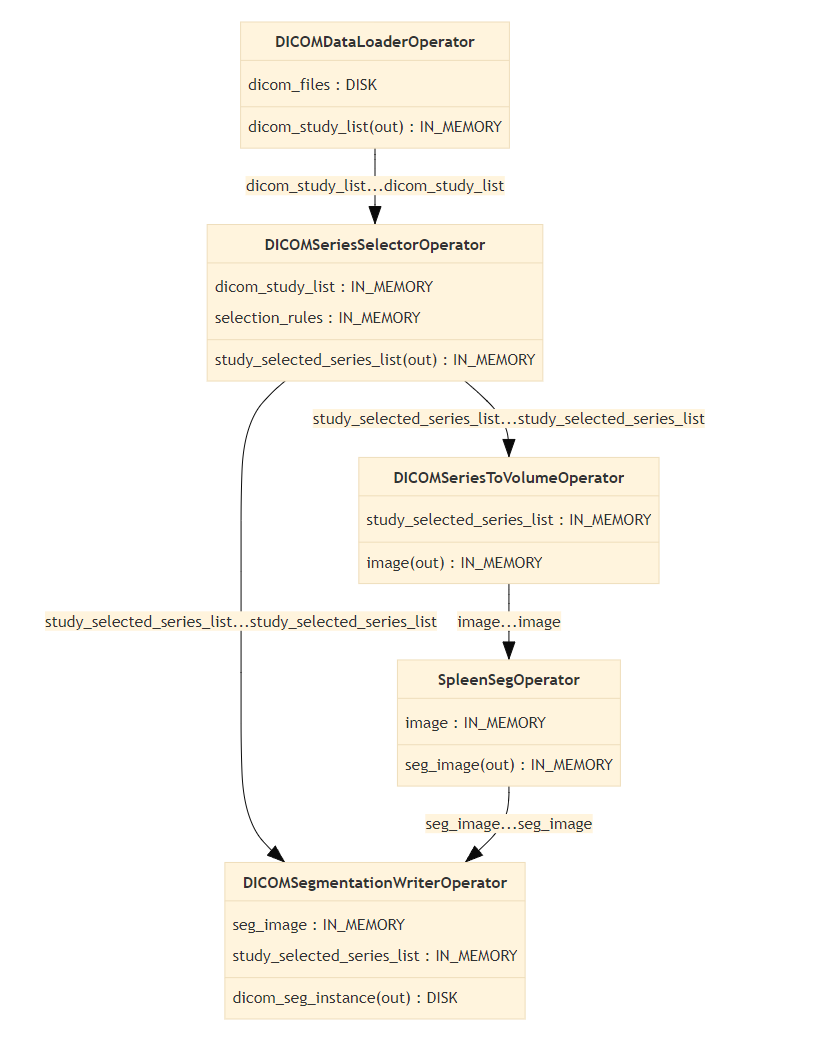 DICOMDataLoaderOperator
dicom_files : DISK
dicom_study_list(out) : IN_MEMORY
dicom_study_list...dicom_study_list
DICOMSeriesSelectorOperator
dicom_study_list : IN_MEMORY
selection_rules : IN_MEMORY
study_selected_series_list(out) : IN_MEMORY
study_selected_series_list...study_selected_series_list
DICOMSeriesToVolumeOperator
study_selected_series_list : IN_MEMORY
image(out) : IN_MEMORY
study_selected_series_list...study_selected_series_list
image...image
SpleenSegOperator
image : IN_MEMORY
seg_image(out) : IN_MEMORY
seg_image...seg_image
DICOMSegmentationWriterOperator
seg_image : IN_MEMORY
study_selected_series_list : IN_MEMORY
dicom_seg_instance(out) : DISK